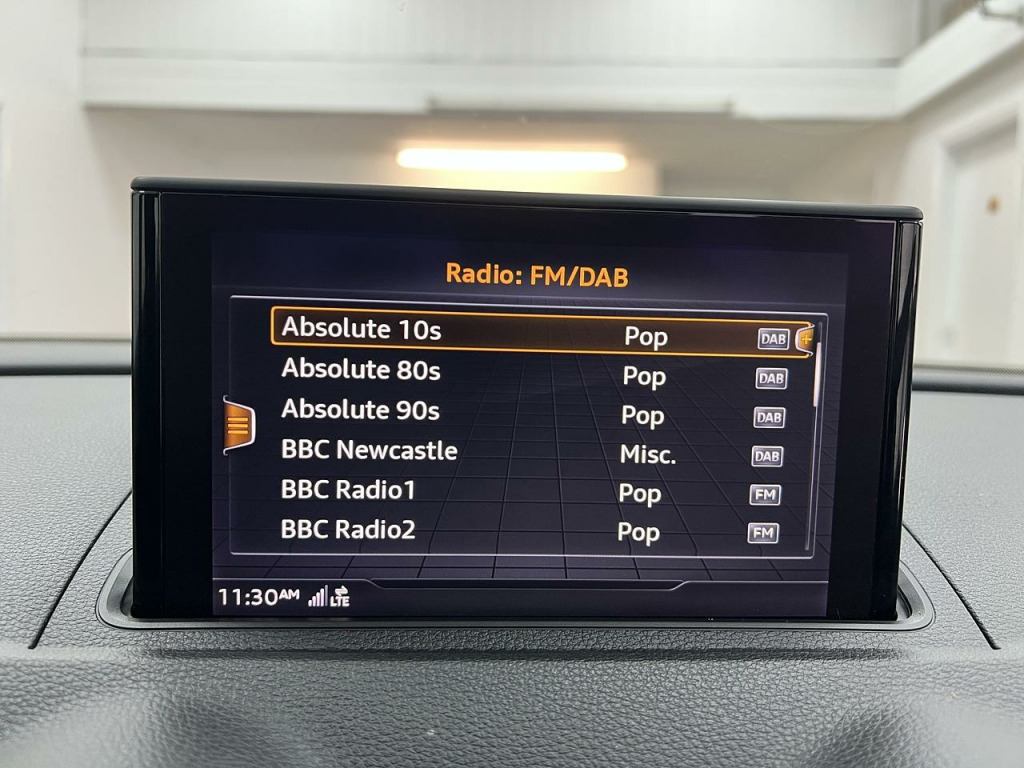 Radio: FM/DAB
Absolute 10s Pop DAB
Absolute 80s Pop DAB
Absolute 90s Pop DAB
BBC Newcastle Misc. DAB
BBC Radio1 Pop FM
BBC Radio2 Pop FM
11:30AM LTE